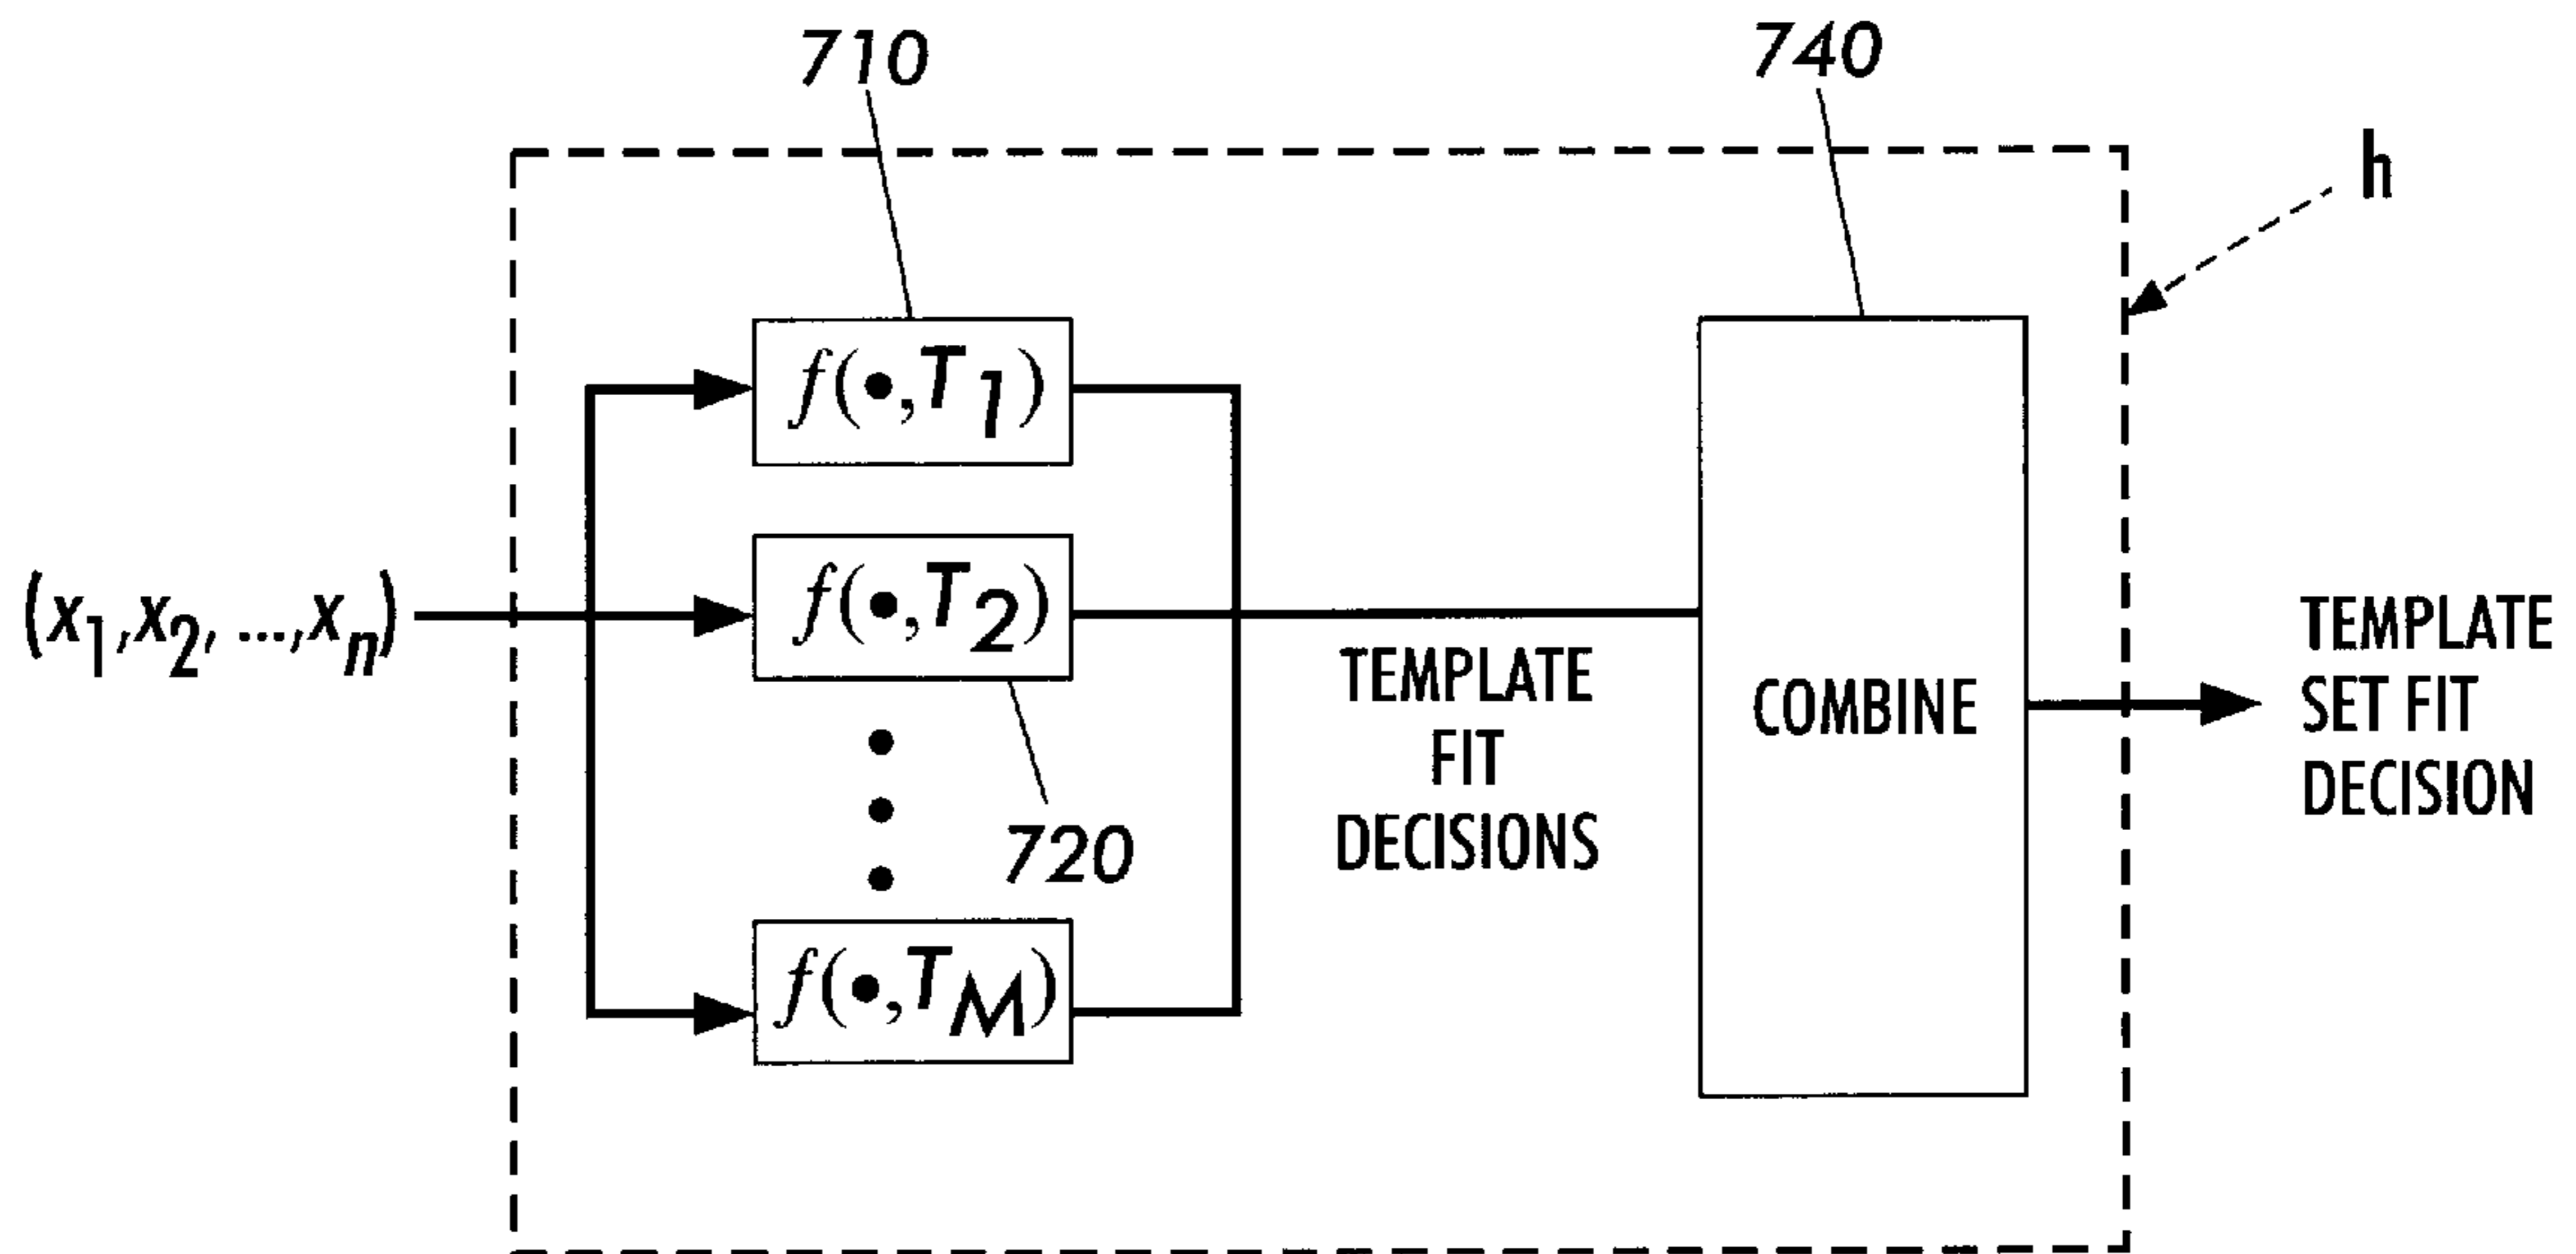 710
740
h
f(•,T1)
(x1,x2, ...,xn)
f(•,T2)
TEMPLATE
FIT
DECISIONS
720
f(•,TM)
COMBINE
TEMPLATE
SET FIT
DECISION